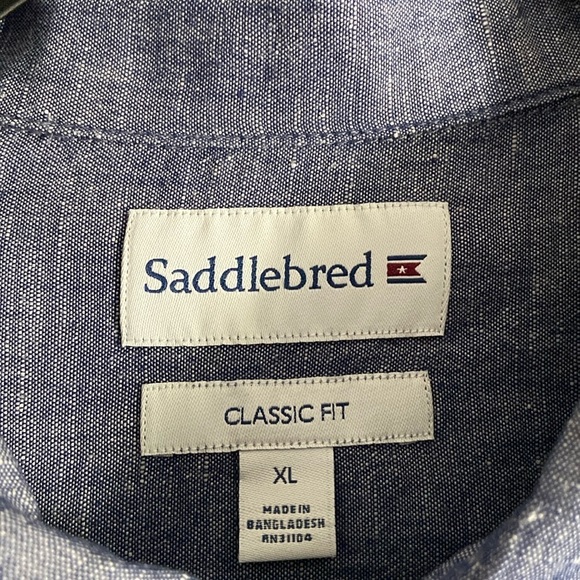 Saddlebred
CLASSIC FIT
XL
MADE IN
BANGLADESH
RN31104